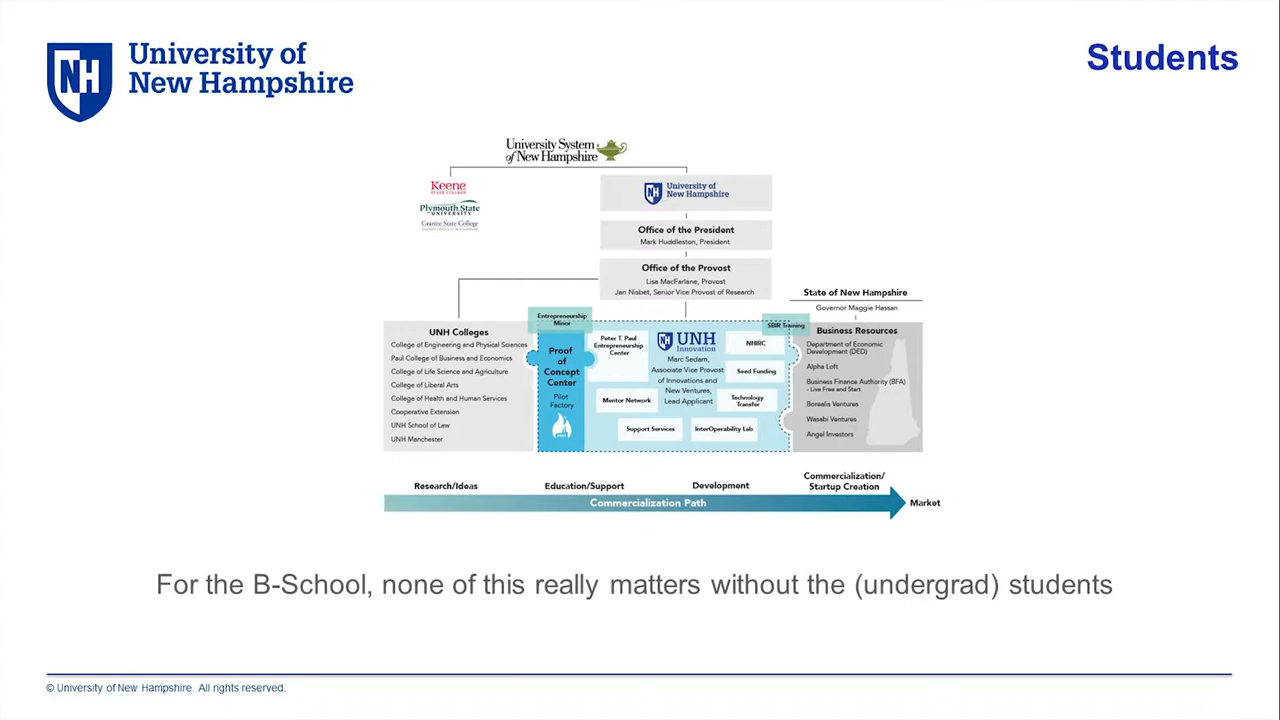 University of
New Hampshire
Students
University System
of New Hampshire
Keene
STATE COLLEGE
Plymouth State
UNIVERSITY
Granite State College
University of
New Hampshire
Office of the President
Mark Huddleston, President
Office of the Provost
Lisa MacFarlane, Provost
Jan Nisbet, Senior Vice Provost of Research
State of New Hampshire
Governor Maggie Hassan
UNH Colleges
College of Engineering and Physical Sciences
Paul College of Business and Economics
College of Life Science and Agriculture
College of Liberal Arts
College of Health and Human Services
Cooperative Extension
UNH School of Law
UNH Manchester
Entrepreneurship
Minor
Proof
of
Concept
Center
Pilot
Factory
Peter T. Paul
Entrepreneurship
Center
Mentor Network
Support Services
NH UNH
Innovation
Marc Sedam,
Associate Vice Provost
of Innovations and
New Ventures,
Lead Applicant
NHIRC
Seed Funding
Technology
Transfer
InterOperability Lab
SBIR Training
Business Resources
Department of Economic
Development (DED)
Alpha Loft
Business Finance Authority (BFA)
- Live Free and Start
Borealis Ventures
Wasabi Ventures
Angel Investors
Research/Ideas
Education/Support
Development
Commercialization/
Startup Creation
Commercialization Path
Market
For the B-School, none of this really matters without the (undergrad) students
© University of New Hampshire. All rights reserved.